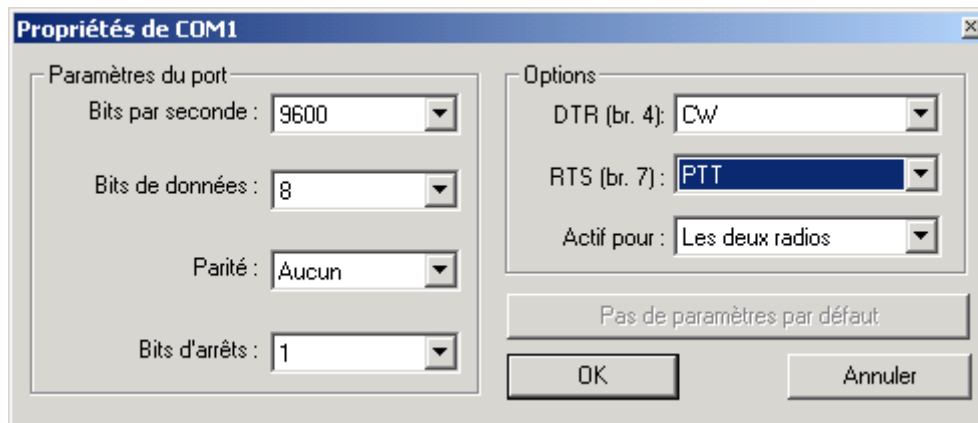 Propriétés de COM1
Paramètres du port
Bits par seconde : 9600
Bits de données : 8
Parité : Aucun
Bits d'arrêts : 1
Options
DTR (br. 4): CW
RTS (br. 7) : PTT
Actif pour : Les deux radios
Pas de paramètres par défaut
OK
Annuler